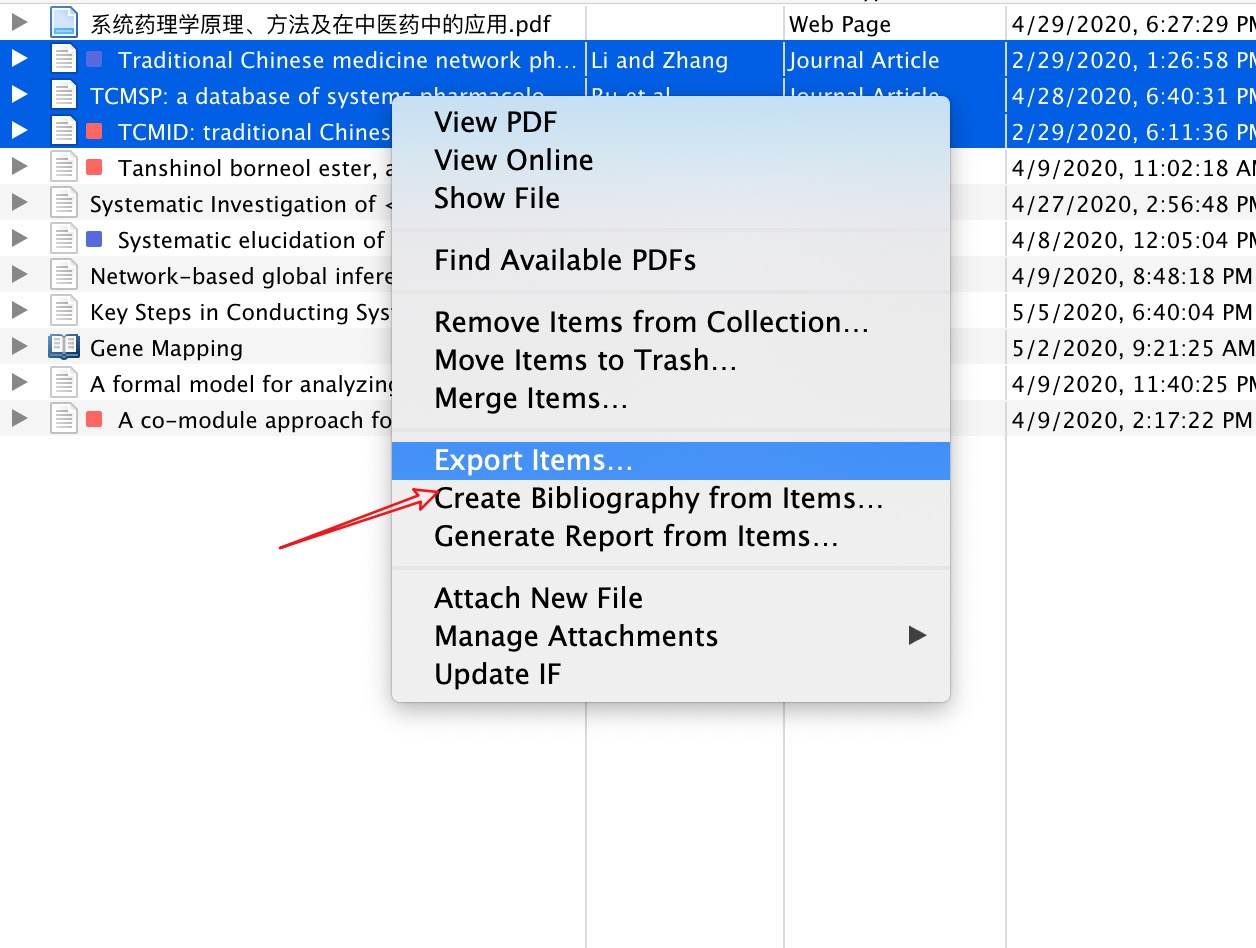 系统药理学原理、方法及在中医药中的应用.pdf Web Page 4/29/2020, 6:27:29 PM
Traditional Chinese medicine network ph... Li and Zhang Journal Article 2/29/2020, 1:26:58 PM
TCMSP: a database of systems pharmacolo... Ru et al. Journal Article 4/28/2020, 6:40:31 PM
TCMID: traditional Chines 2/29/2020, 6:11:36 PM
Tanshinol borneol ester, a 4/9/2020, 11:02:18 AM
Systematic Investigation of < 4/27/2020, 2:56:48 PM
Systematic elucidation of 4/8/2020, 12:05:04 PM
Network-based global infere 4/9/2020, 8:48:18 PM
Key Steps in Conducting Sys 5/5/2020, 6:40:04 PM
Gene Mapping 5/2/2020, 9:21:25 AM
A formal model for analyzing 4/9/2020, 11:40:25 PM
A co-module approach fo 4/9/2020, 2:17:22 PM
View PDF
View Online
Show File
Find Available PDFs
Remove Items from Collection...
Move Items to Trash...
Merge Items...
Export Items...
Create Bibliography from Items...
Generate Report from Items...
Attach New File
Manage Attachments
Update IF